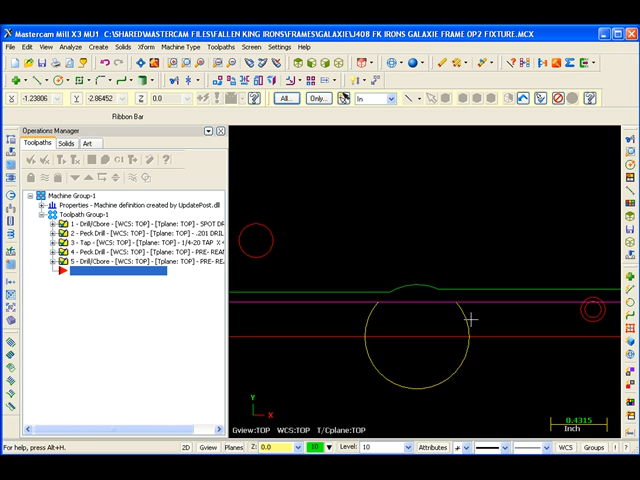 Mastercam Mill X3 MU1 C:\SHARED\MASTERCAM FILES\FALLEN KING IRONS\FRAMES\GALAXIE\J408 FK IRONS GALAXIE FRAME OP2 FIXTURE.MCX
File Edit View Analyze Create Solids Xform Machine Type Toolpaths Screen Settings Help
X -1.23806 Y -2.86452 Z 0.0 All... Only... In
Ribbon Bar
Operations Manager
Toolpaths Solids Art
G1
Machine Group-1
Properties - Machine definition created by UpdatePost.dll
Toolpath Group-1
1 - Drill/Cbore - [WCS: TOP] - [Tplane: TOP] - SPOT DR
2 - Peck Drill - [WCS: TOP] - [Tplane: TOP] - .201 DRIL
3 - Tap - [WCS: TOP] - [Tplane: TOP] - 1/4-20 TAP X
4 - Peck Drill - [WCS: TOP] - [Tplane: TOP] - PRE- REAM
5 - Drill/Cbore - [WCS: TOP] - [Tplane: TOP] - PRE- RE
Y
X
0.4315
Inch
Gview:TOP WCS:TOP T/Cplane:TOP
For help, press Alt+H. 2D Gview Planes Z: 0.0 10 Level: 10 Attributes WCS Groups